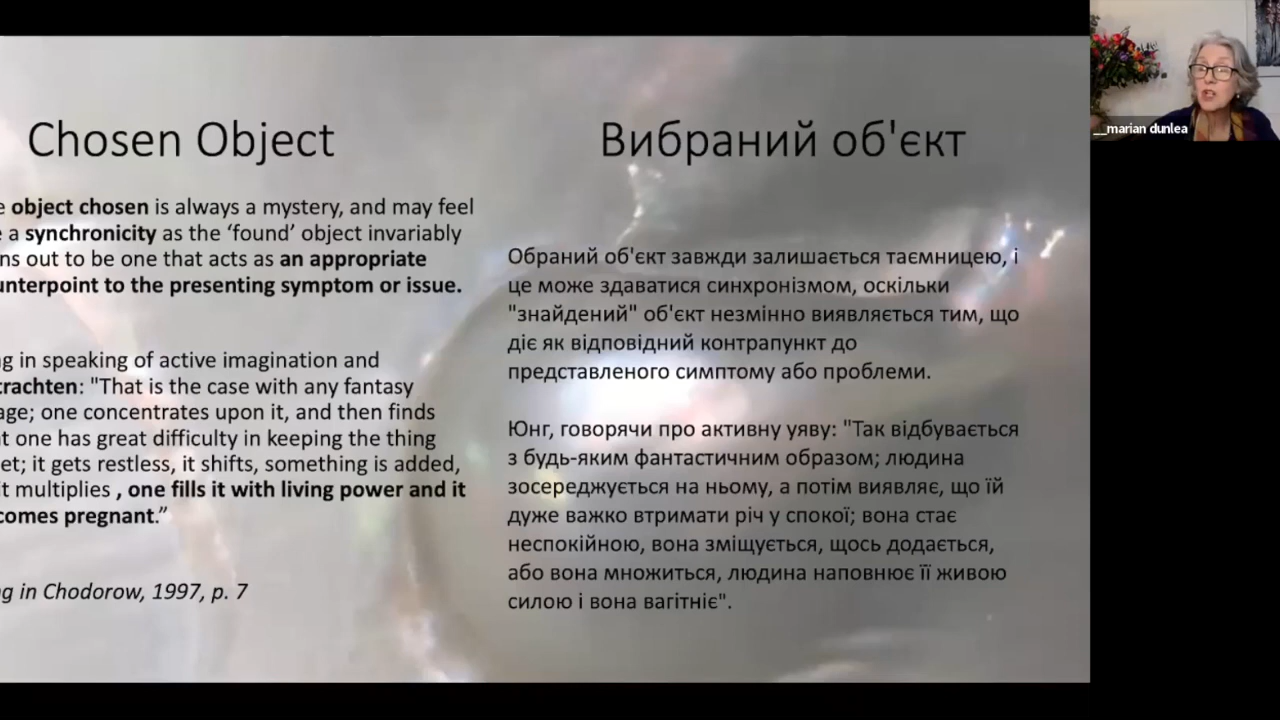 Chosen Object
object chosen is always a mystery, and may feel
a synchronicity as the ‘found’ object invariably
out to be one that acts as an appropriate
to the presenting symptom or issue.
in speaking of active imagination and
"That is the case with any fantasy
one concentrates upon it, and then finds
one has great difficulty in keeping the thing
it gets restless, it shifts, something is added,
it multiplies , one fills it with living power and it
pregnant.”
in Chodorow, 1997, p. 7
Вибраний об'єкт
Обраний об'єкт завжди залишається таємницею, і
це може здаватися синхронізмом, оскільки
"знайдений" об'єкт незмінно виявляється тим, що
діє як відповідний контрапункт до
представленого симптому або проблеми.
Юнг, говорячи про активну уяву: "Так відбувається
з будь-яким фантастичним образом; людина
зосереджується на ньому, а потім виявляє, що їй
дуже важко втримати річ у спокої; вона стає
неспокійною, вона зміщується, щось додається,
або вона множиться, людина наповнює її живою
силою і вона вагітніє".
__marian dunlea